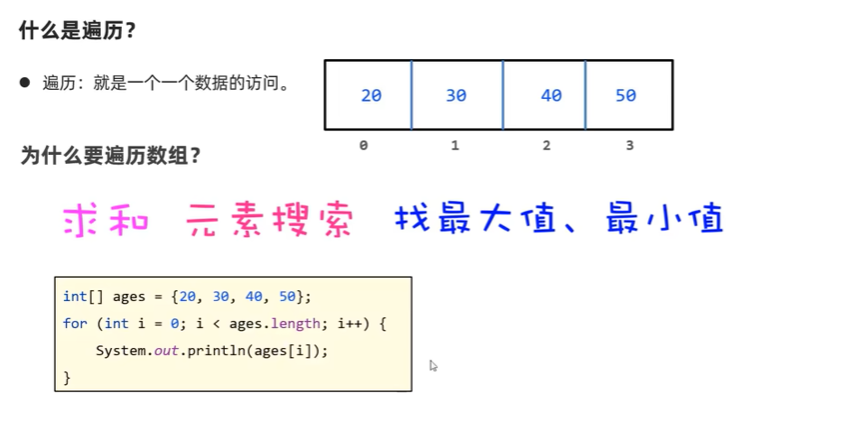 什么是遍历？
● 遍历：就是一个一个数据的访问。
20 30 40 50
0 1 2 3
为什么要遍历数组？
求和 元素搜索 找最大值、最小值
int[] ages = {20, 30, 40, 50};
for (int i = 0; i < ages.length; i++) {
    System.out.println(ages[i]);
}